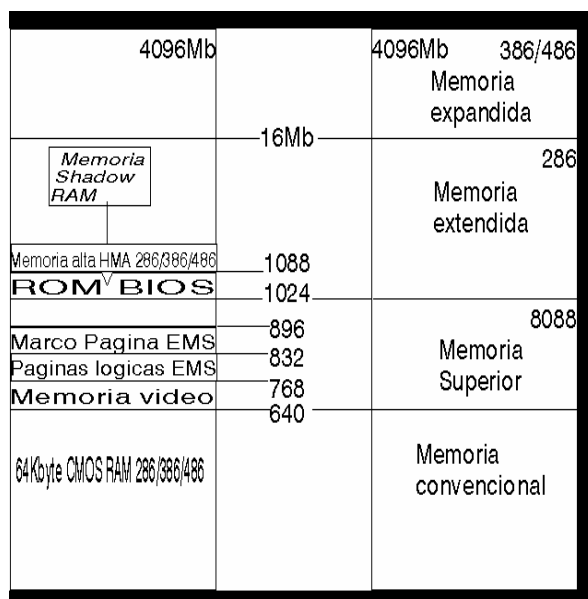 4096Mb
4096Mb 386/486
Memoria
expandida
16Mb
Memoria
Shadow
RAM
286
Memoria
extendida
Memoria alta HMA 286/386/486
1088
ROM BIOS
1024
896
8088
Marco Pagina EMS
832
Memoria
Superior
Paginas logicas EMS
768
Memoria video
640
64Kbyte CMOS RAM 286/386/486
Memoria
convencional